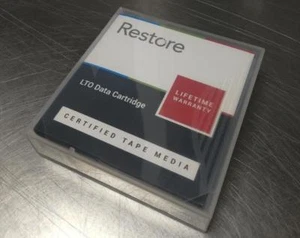 Restore
LTO Data Cartridge
LIFETIME
WARRANTY
CERTIFIED TAPE MEDIA